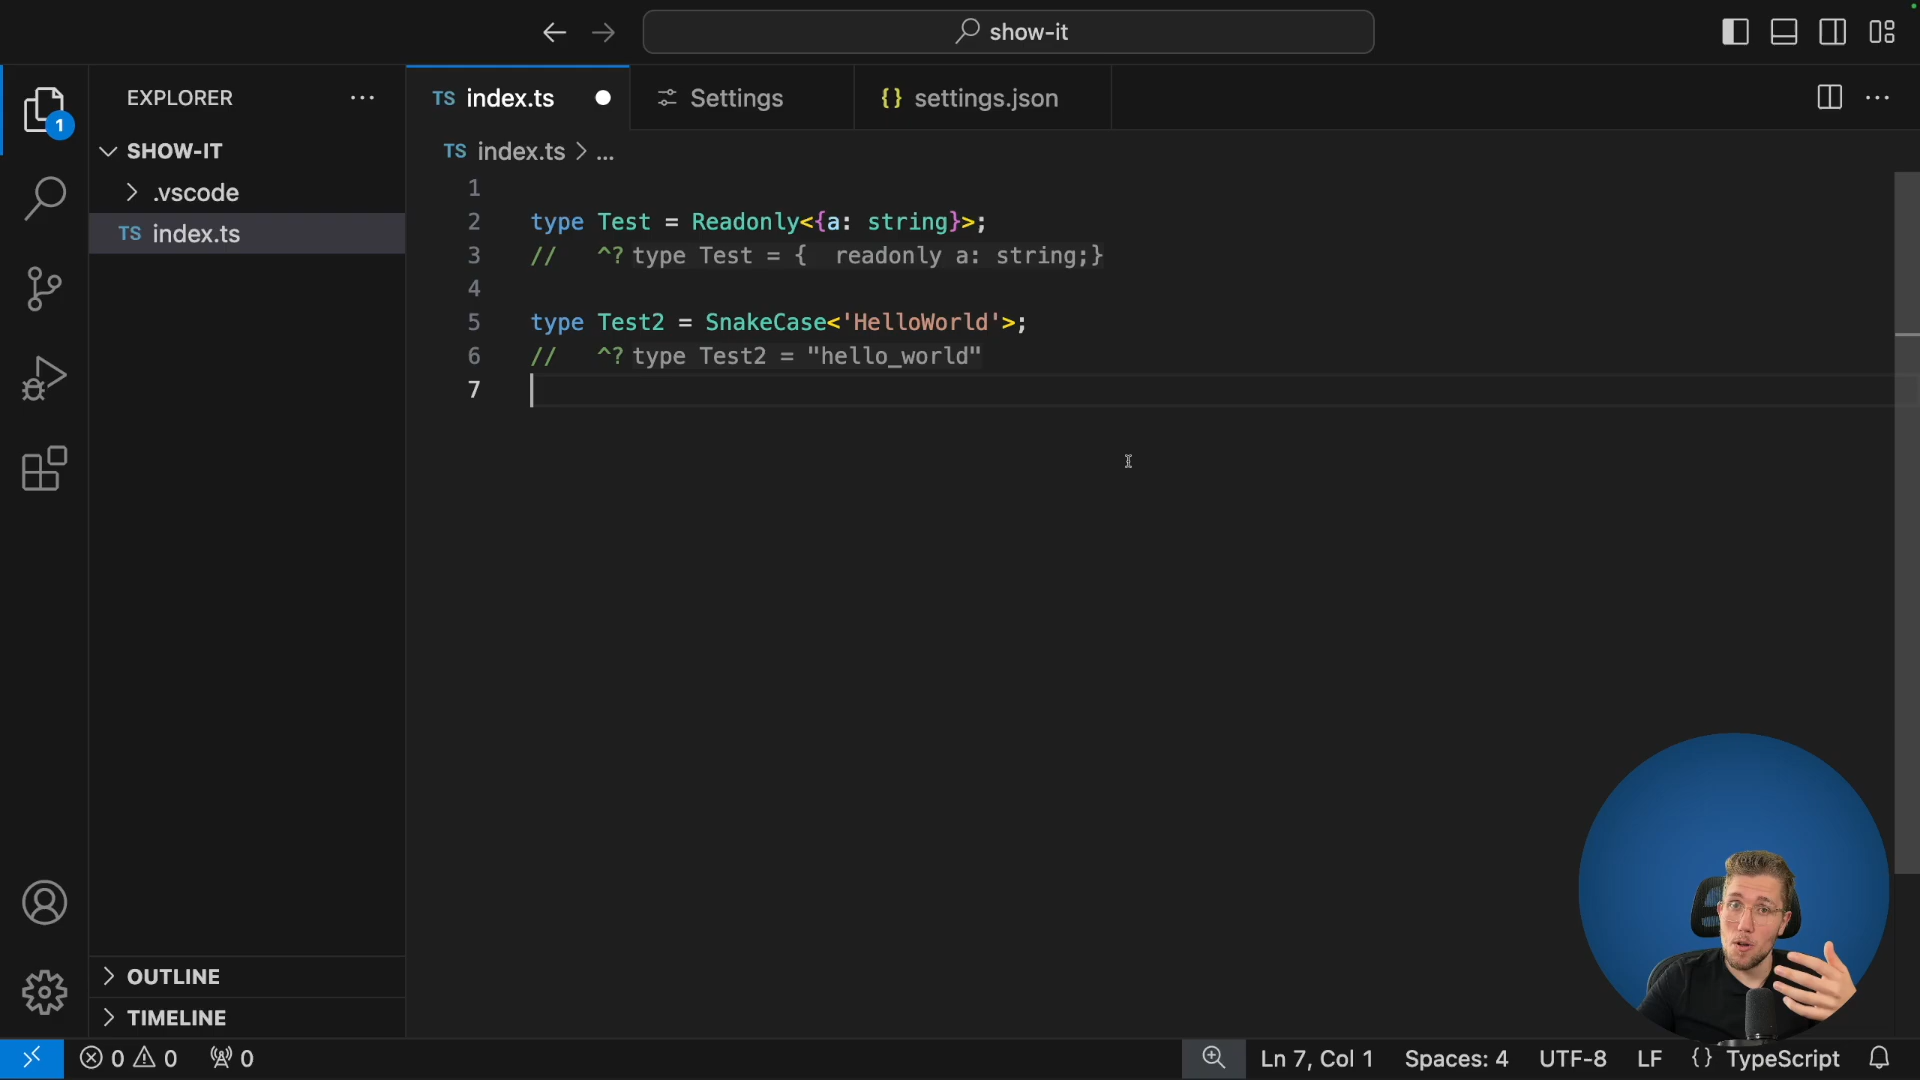 show-it
EXPLORER
TS index.ts
Settings
{} settings.json
1
SHOW-IT
TS index.ts > ...
.vscode
TS index.ts
1
2 type Test = Readonly<{a: string}>;
3 //   ^? type Test = {  readonly a: string;}
4
5 type Test2 = SnakeCase<'HelloWorld'>;
6 //   ^? type Test2 = "hello_world"
7
OUTLINE
TIMELINE
0 0 0
Ln 7, Col 1
Spaces: 4
UTF-8
LF
{} TypeScript